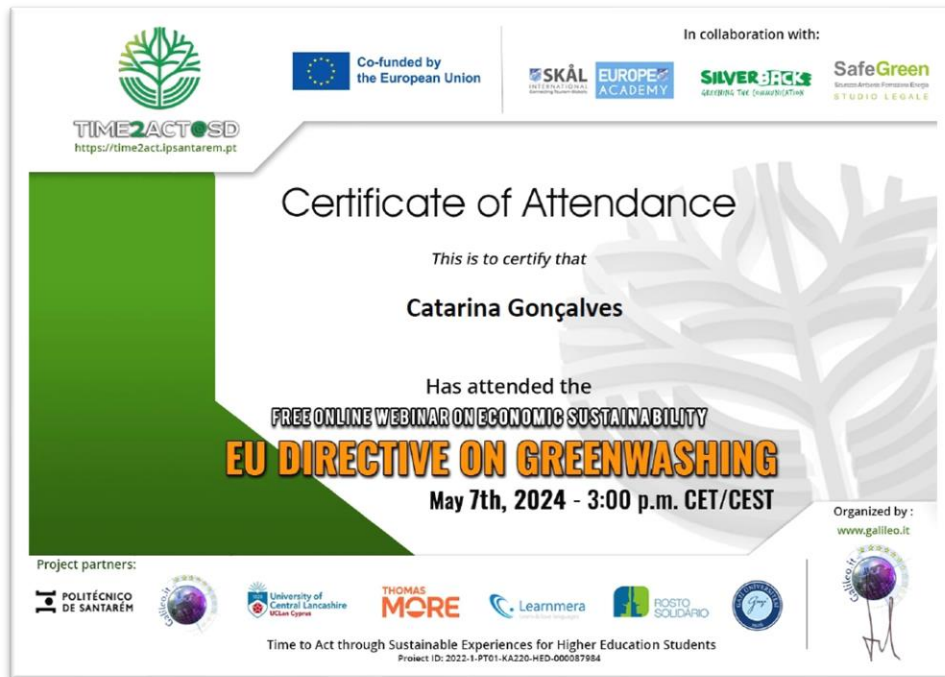 TIME2ACT@SD
https://time2act.ipsantarem.pt
Co-funded by
the European Union
In collaboration with:
SKÅL
INTERNATIONAL
EUROPE
ACADEMY
SILVERBACK
GREENING THE COMMUNICATION
SafeGreen
STUDIO LEGALE
Certificate of Attendance
This is to certify that
Catarina Gonçalves
Has attended the
FREE ONLINE WEBINAR ON ECONOMIC SUSTAINABILITY
EU DIRECTIVE ON GREENWASHING
May 7th, 2024 - 3:00 p.m. CET/CEST
Organized by :
www.galileo.it
Galileo.it
Project partners:
POLITÉCNICO
DE SANTARÉM
Galileo.it
University of
Central Lancashire
UCLan Cyprus
THOMAS
MORE
Learnmera
ROSTO
SOLIDÁRIO
Time to Act through Sustainable Experiences for Higher Education Students
Project ID: 2022-1-PT01-KA220-HED-000087984